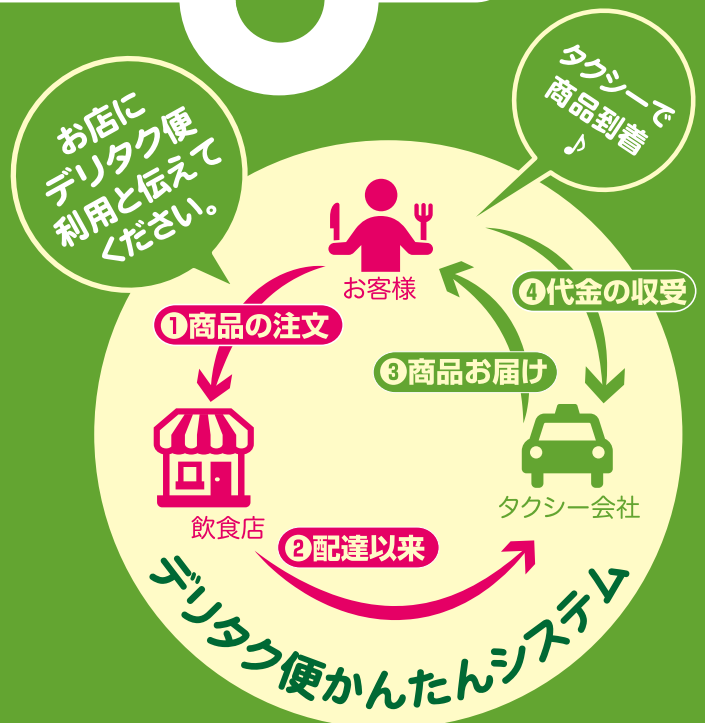 お店に
デリタク便
利用と伝えて
ください。
タクシーで
商品到着
♪
お客様
❶商品の注文
❹代金の収受
❸商品お届け
タクシー会社
飲食店
❷配達以来
デリタク便かんたんシステム